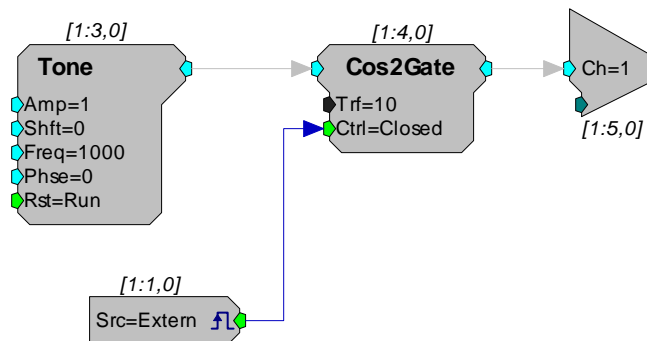 [1:3,0]
Tone
Amp=1
Shft=0
Freq=1000
Phse=0
Rst=Run
[1:4,0]
Cos2Gate
Trf=10
Ctrl=Closed
Ch=1
[1:5,0]
[1:1,0]
Src=Extern